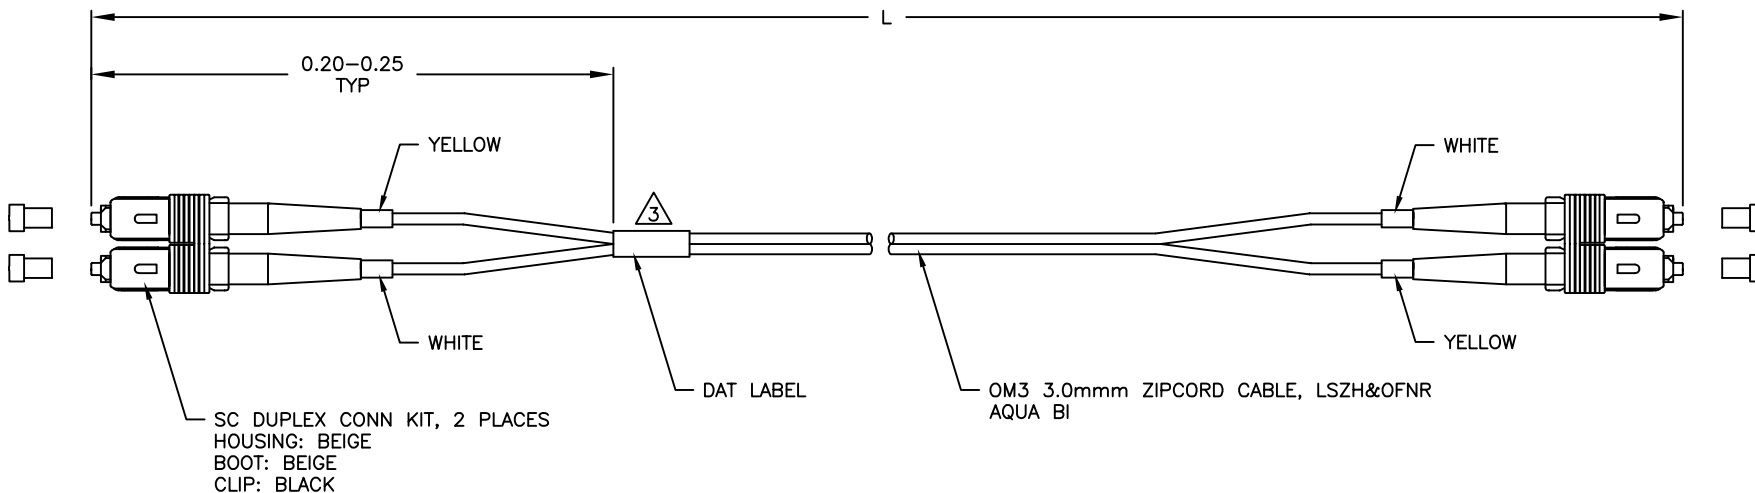 L
0.20-0.25
TYP
YELLOW
WHITE
3
WHITE
YELLOW
DAT LABEL
OM3 3.0mmm ZIPCORD CABLE, LSZH&OFNR
AQUA BI
SC DUPLEX CONN KIT, 2 PLACES
HOUSING: BEIGE
BOOT: BEIGE
CLIP: BLACK